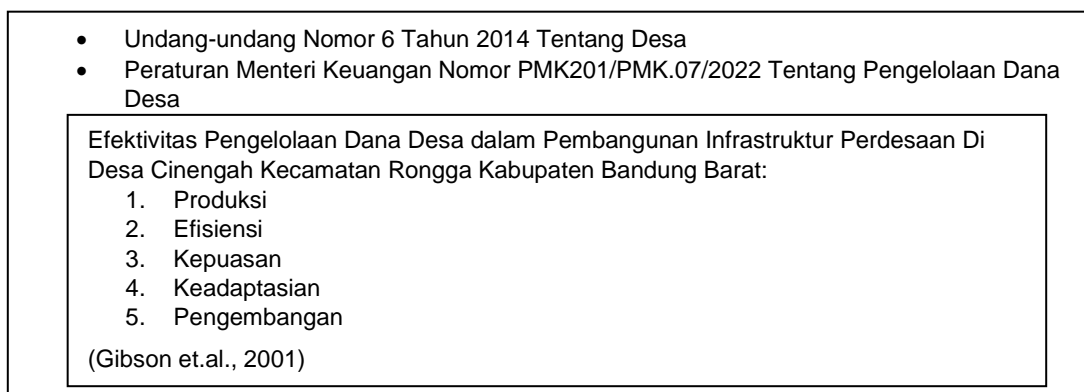 • Undang-undang Nomor 6 Tahun 2014 Tentang Desa
• Peraturan Menteri Keuangan Nomor PMK201/PMK.07/2022 Tentang Pengelolaan Dana
Desa
Efektivitas Pengelolaan Dana Desa dalam Pembangunan Infrastruktur Perdesaan Di
Desa Cinengah Kecamatan Rongga Kabupaten Bandung Barat:
1. Produksi
2. Efisiensi
3. Kepuasan
4. Keadaptasian
5. Pengembangan
(Gibson et.al., 2001)